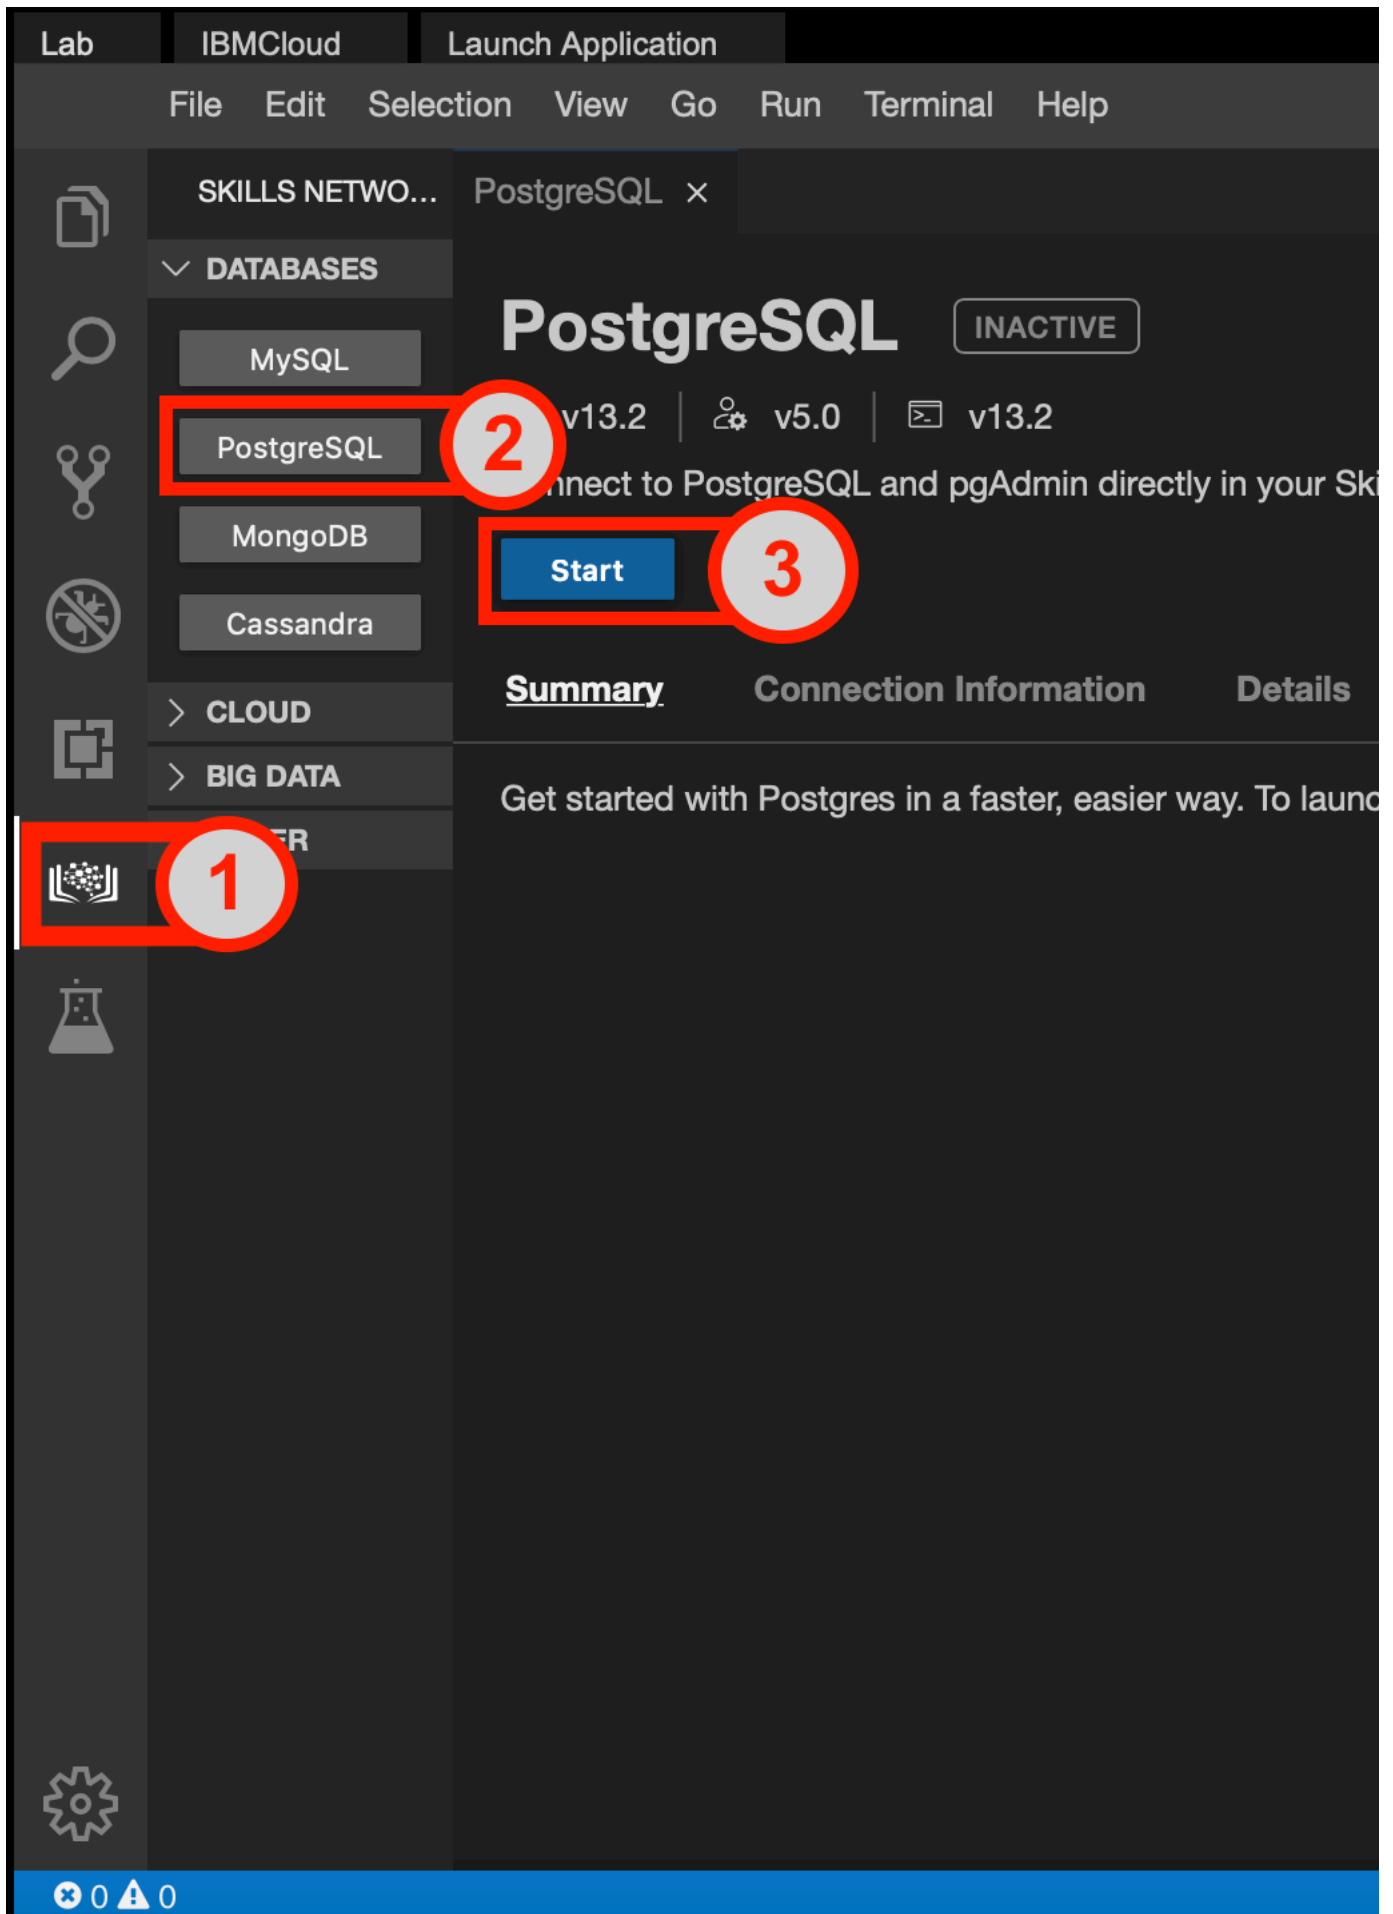 Lab IBMCloud Launch Application
File Edit Selection View Go Run Terminal Help
SKILLS NETWO... PostgreSQL ×
DATABASES
MySQL
PostgreSQL
MongoDB
Cassandra
CLOUD
BIG DATA
ER
1
2
PostgreSQL INACTIVE
v13.2 v5.0 v13.2
nnect to PostgreSQL and pgAdmin directly in your Ski
Start
3
Summary Connection Information Details
Get started with Postgres in a faster, easier way. To launc
0 0